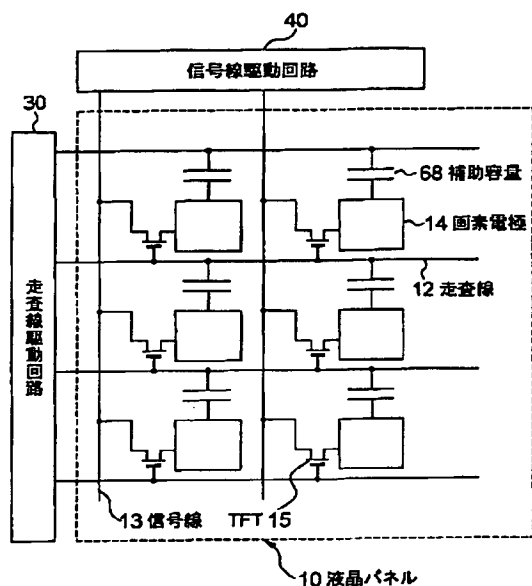 40
信号線駆動回路
30
走査線駆動回路
68 補助容量
14 画素電極
12 走査線
13 信号線
TFT 15
10 液晶パネル